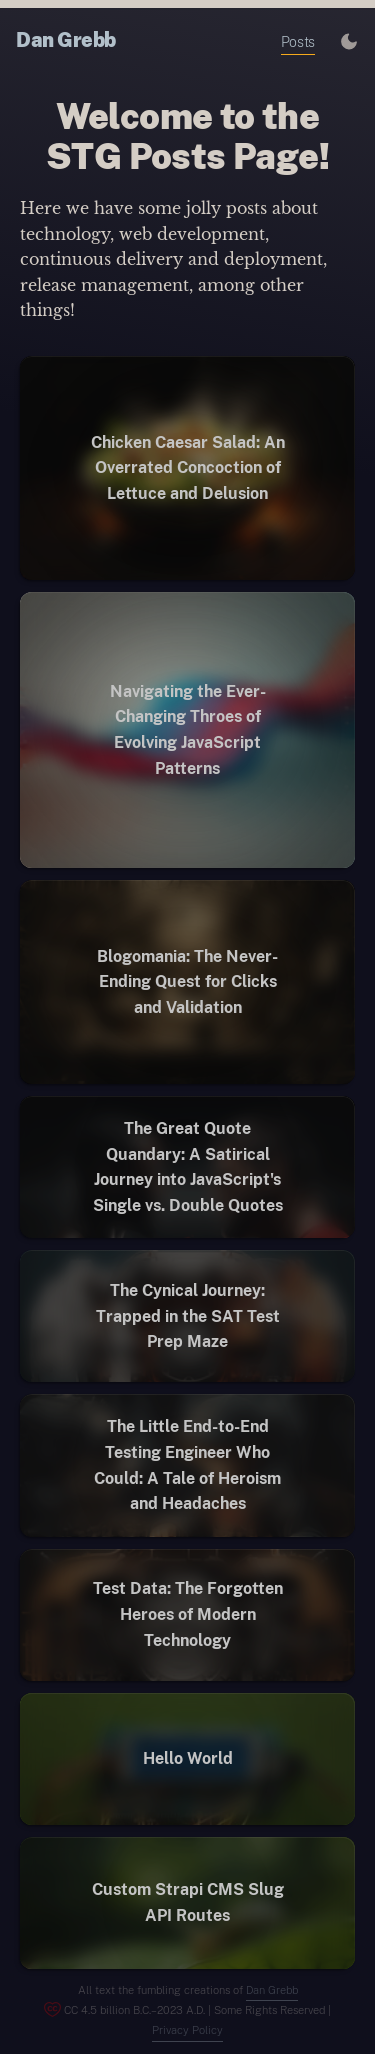 Dan Grebb
Posts
Welcome to the
STG Posts Page!
Here we have some jolly posts about
technology, web development,
continuous delivery and deployment,
release management, among other
things!
Chicken Caesar Salad: An
Overrated Concoction of
Lettuce and Delusion
Navigating the Ever-
Changing Throes of
Evolving JavaScript
Patterns
Blogomania: The Never-
Ending Quest for Clicks
and Validation
The Great Quote
Quandary: A Satirical
Journey into JavaScript's
Single vs. Double Quotes
The Cynical Journey:
Trapped in the SAT Test
Prep Maze
The Little End-to-End
Testing Engineer Who
Could: A Tale of Heroism
and Headaches
Test Data: The Forgotten
Heroes of Modern
Technology
Hello World
Custom Strapi CMS Slug
API Routes
All text the fumbling creations of Dan Grebb
CC 4.5 billion B.C.–2023 A.D. | Some Rights Reserved |
Privacy Policy